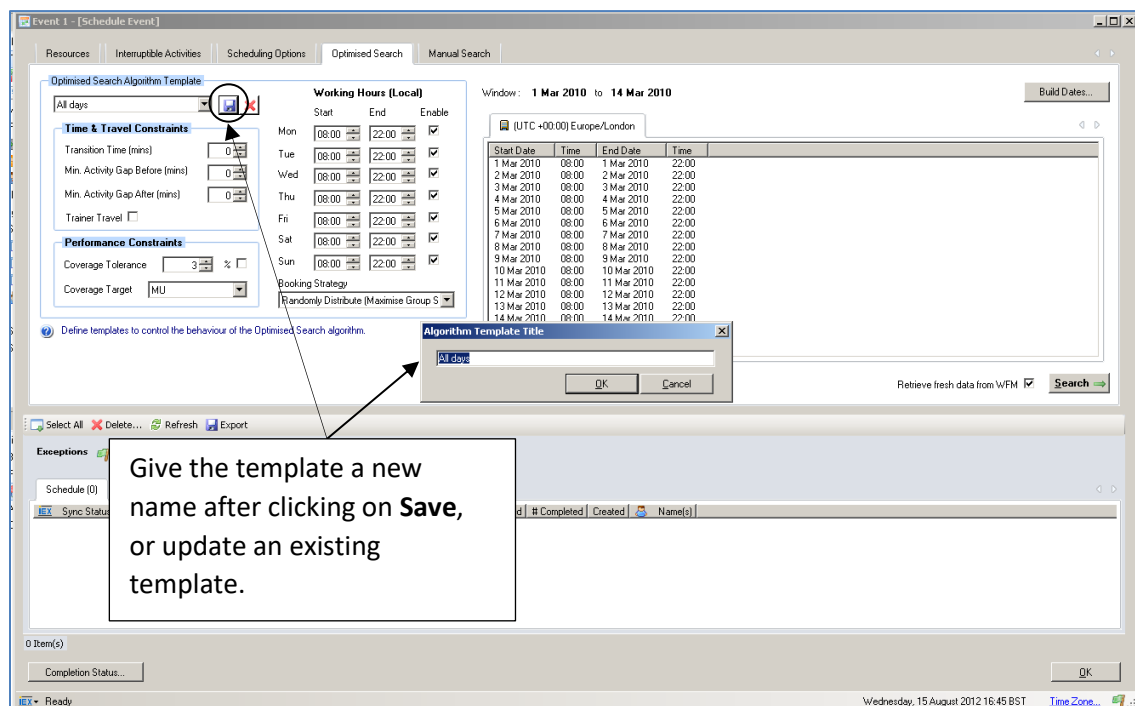 Event 1 - [Schedule Event]
Resources Interruptible Activities Scheduling Options Optimised Search Manual Search
Optimised Search Algorithm Template
All days
Time & Travel Constraints
Transition Time (mins) 0
Min. Activity Gap Before (mins) 0
Min. Activity Gap After (mins) 0
Trainer Travel
Performance Constraints
Coverage Tolerance 3 %
Coverage Target MU
Working Hours (Local)
Start End Enable
Mon 08:00 22:00
Tue 08:00 22:00
Wed 08:00 22:00
Thu 08:00 22:00
Fri 08:00 22:00
Sat 08:00 22:00
Sun 08:00 22:00
Booking Strategy
Randomly Distribute (Maximise Group S
Define templates to control the behaviour of the Optimised Search algorithm.
Window: 1 Mar 2010 to 14 Mar 2010
Build Dates...
(UTC +00:00) Europe/London
Start Date Time End Date Time
1 Mar 2010 08:00 1 Mar 2010 22:00
2 Mar 2010 08:00 2 Mar 2010 22:00
3 Mar 2010 08:00 3 Mar 2010 22:00
4 Mar 2010 08:00 4 Mar 2010 22:00
5 Mar 2010 08:00 5 Mar 2010 22:00
6 Mar 2010 08:00 6 Mar 2010 22:00
7 Mar 2010 08:00 7 Mar 2010 22:00
8 Mar 2010 08:00 8 Mar 2010 22:00
9 Mar 2010 08:00 9 Mar 2010 22:00
10 Mar 2010 08:00 10 Mar 2010 22:00
11 Mar 2010 08:00 11 Mar 2010 22:00
12 Mar 2010 08:00 12 Mar 2010 22:00
13 Mar 2010 08:00 13 Mar 2010 22:00
14 Mar 2010 08:00 14 Mar 2010 22:00
Algorithm Template Title
All days
OK Cancel
Retrieve fresh data from WFM Search
Select All Delete... Refresh Export
Exceptions
Schedule (0)
IEX Sync Status d # Completed Created Name(s)
Give the template a new
name after clicking on Save,
or update an existing
template.
0 Item(s)
Completion Status... OK
IEX Ready Wednesday, 15 August 2012 16:45 BST Time Zone...